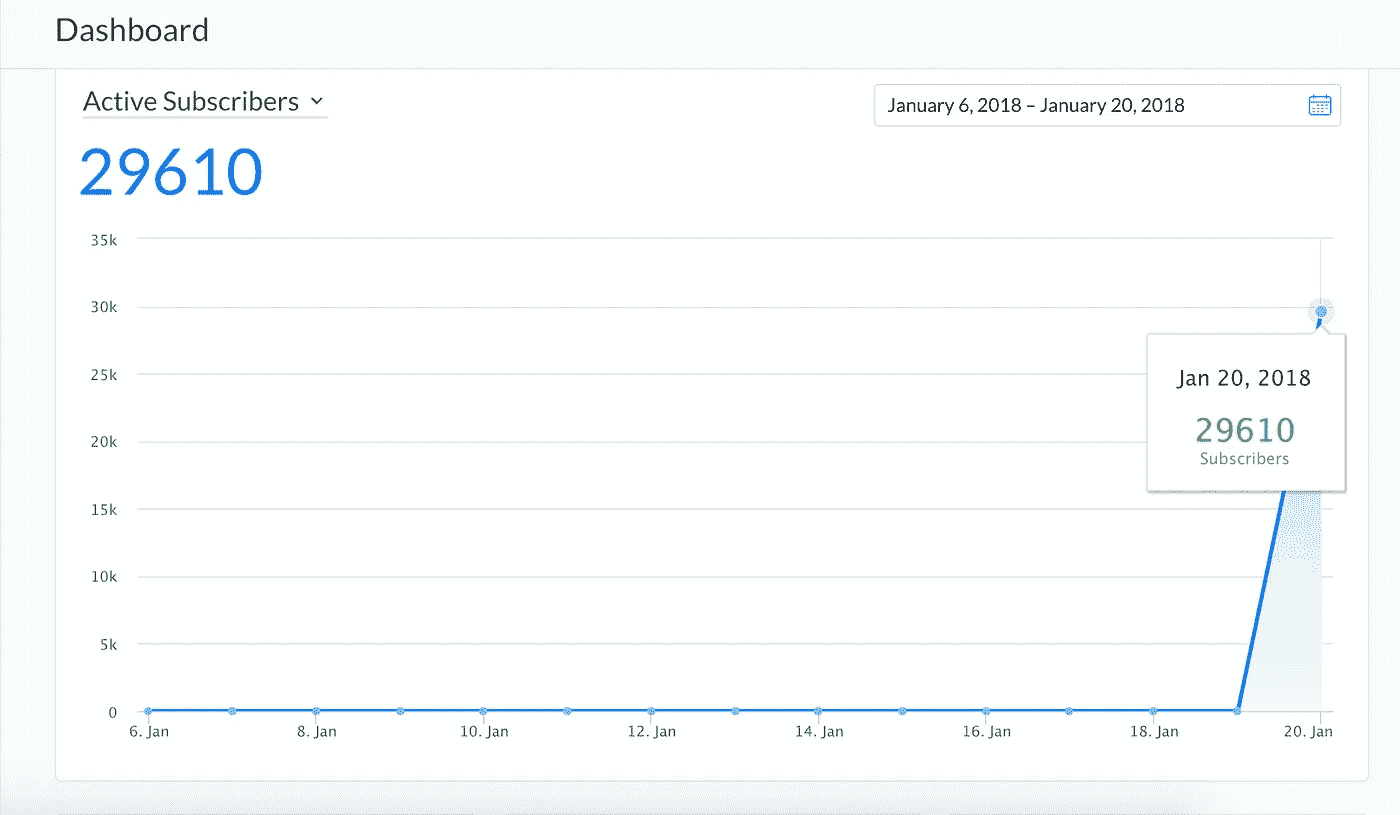 Dashboard
Active Subscribers
January 6, 2018 – January 20, 2018
29610
35k
30k
25k
20k
15k
10k
5k
0
Jan 20, 2018
29610
Subscribers
6. Jan 8. Jan 10. Jan 12. Jan 14. Jan 16. Jan 18. Jan 20. Jan